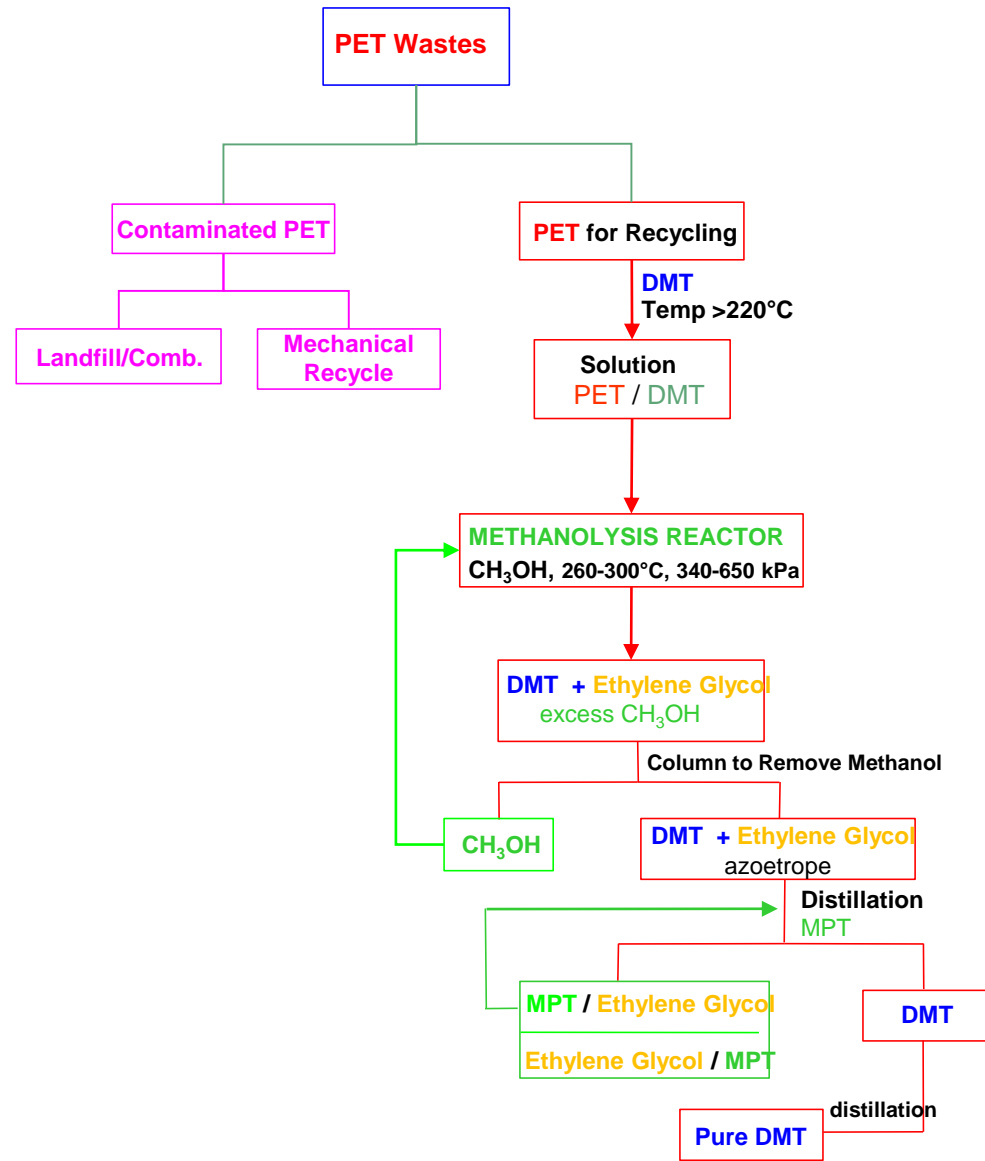 PET Wastes
Contaminated PET
PET for Recycling
DMT
Temp >220°C
Landfill/Comb.
Mechanical
Recycle
Solution
PET / DMT
METHANOLYSIS REACTOR
CH₃OH, 260-300°C, 340-650 kPa
DMT + Ethylene Glycol
excess CH₃OH
Column to Remove Methanol
CH₃OH
DMT + Ethylene Glycol
azoetrope
Distillation
MPT
MPT / Ethylene Glycol
Ethylene Glycol / MPT
DMT
distillation
Pure DMT